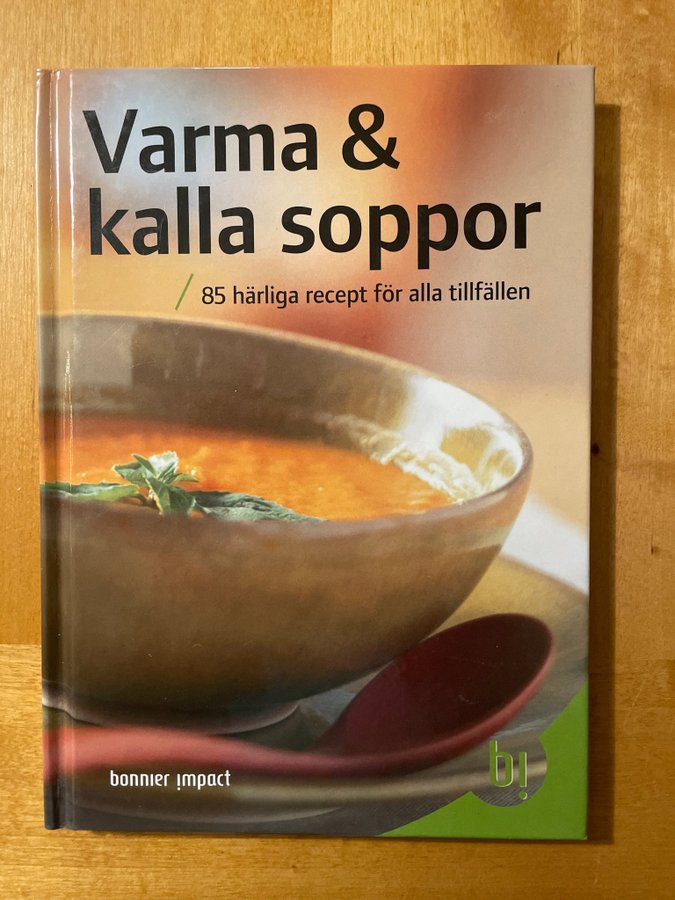 Varma &
kalla soppor
/ 85 härliga recept för alla tillfällen
bonnier impact
bi